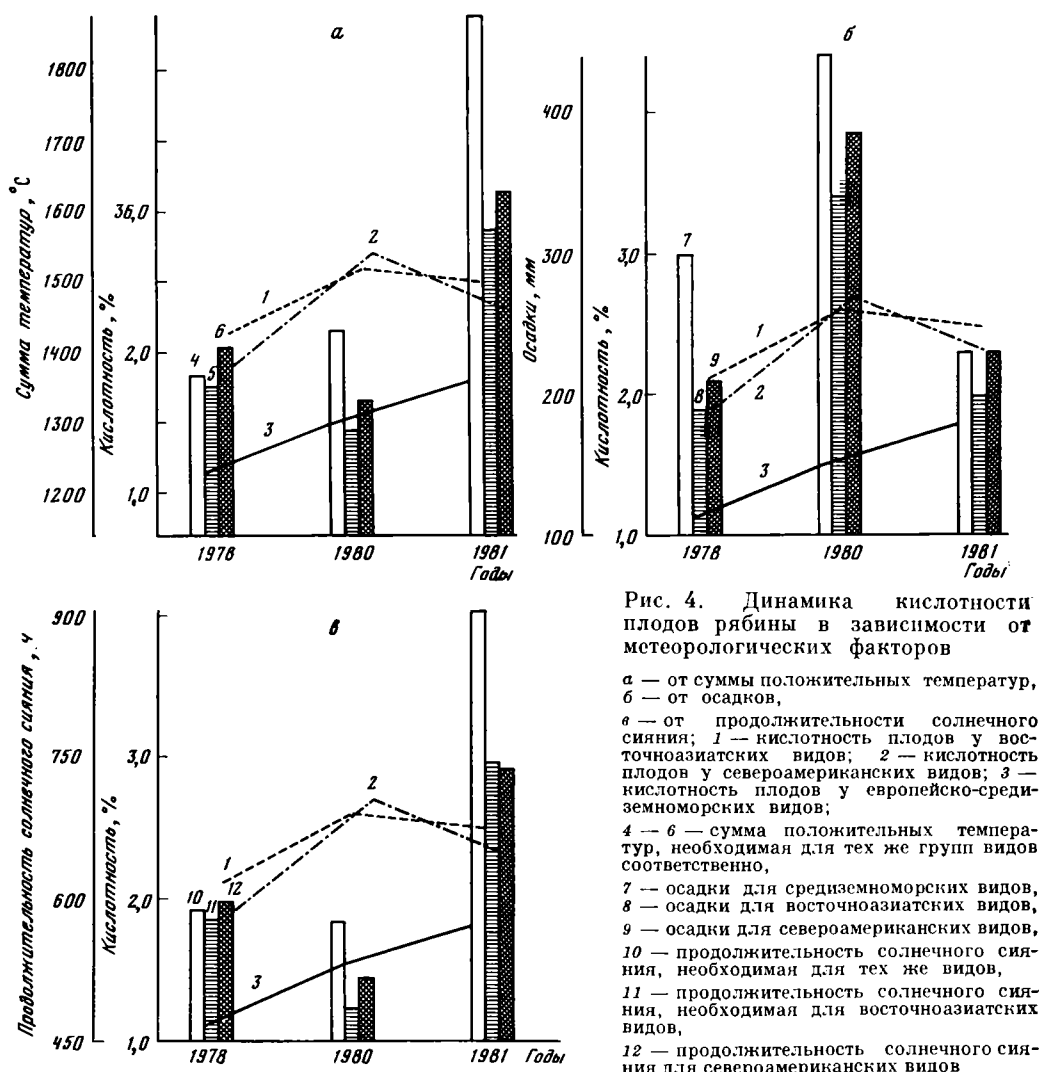 а
Сумма температур, °С
1800
1700
1600
1500
1400
1300
1200
Кислотность, %
36,0
2,0
1,0
1
2
3
4
5
6
1978
1980
1981
Годы
б
Осадки, мм
400
300
200
100
Кислотность, %
3,0
2,0
1,0
7
8
9
1
2
3
1978
1980
1981
Годы
в
Продолжительность солнечного сияния, ч
900
750
600
450
Кислотность, %
3,0
2,0
1,0
10
11
12
1
2
3
1978
1980
1981 Годы
Рис. 4. Динамика кислотности
плодов рябины в зависимости от
метеорологических факторов
а — от суммы положительных температур,
б — от осадков,
в — от продолжительности солнечного
сияния; 1 — кислотность плодов у вос-
точноазиатских видов; 2 — кислотность
плодов у североамериканских видов; 3 —
кислотность плодов у европейско-среди-
земноморских видов;
4 — 6 — сумма положительных темпера-
тур, необходимая для тех же групп видов
соответственно,
7 — осадки для средиземноморских видов,
8 — осадки для восточноазиатских видов,
9 — осадки для североамериканских видов,
10 — продолжительность солнечного сия-
ния, необходимая для тех же видов,
11 — продолжительность солнечного сия-
ния, необходимая для восточноазиатских
видов,
12 — продолжительность солнечного сия-
ния для североамериканских видов